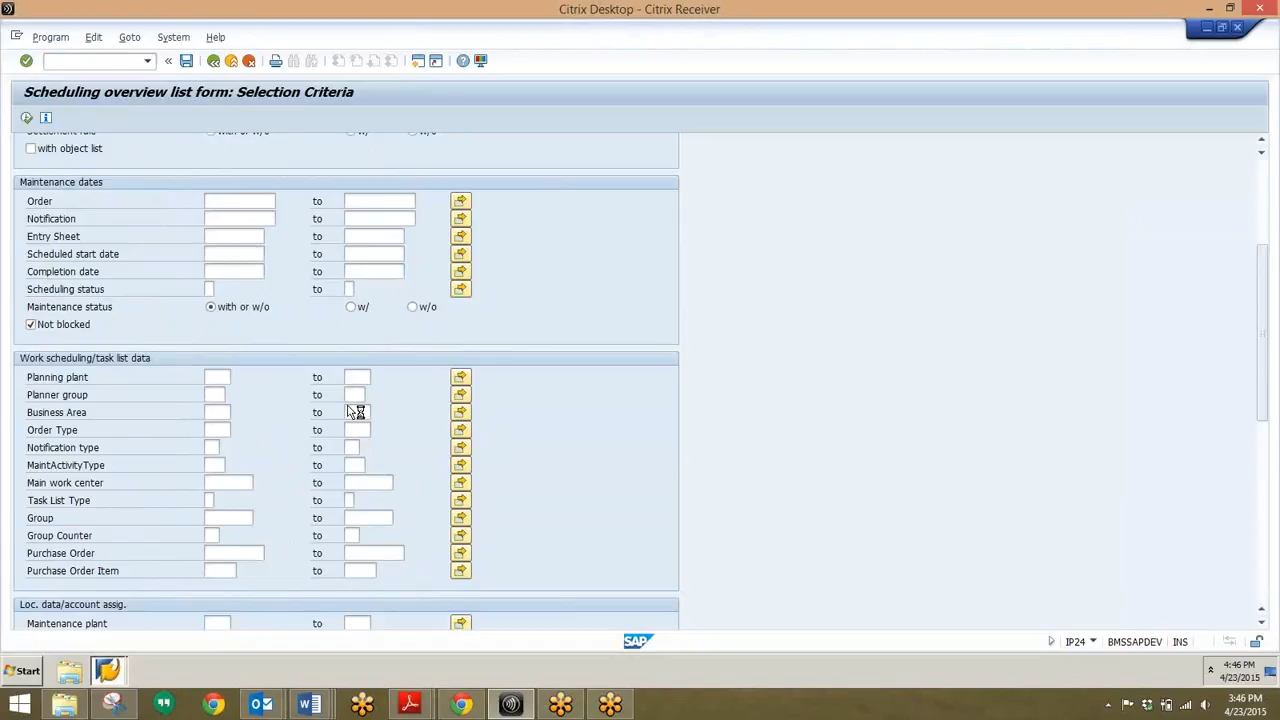 Citrix Desktop - Citrix Receiver
Program Edit Goto System Help
Scheduling overview list form: Selection Criteria
with or w/o w/ w/o
with object list
Maintenance dates
Order to
Notification to
Entry Sheet to
Scheduled start date to
Completion date to
Scheduling status to
Maintenance status with or w/o w/ w/o
Not blocked
Work scheduling/task list data
Planning plant to
Planner group to
Business Area to
Order Type to
Notification type to
MaintActivityType to
Main work center to
Task List Type to
Group to
Group Counter to
Purchase Order to
Purchase Order Item to
Loc. data/account assig.
Maintenance plant to
SAP IP24 BMSSAPDEV INS
Start 4:46 PM
4/23/2015
3:46 PM
4/23/2015